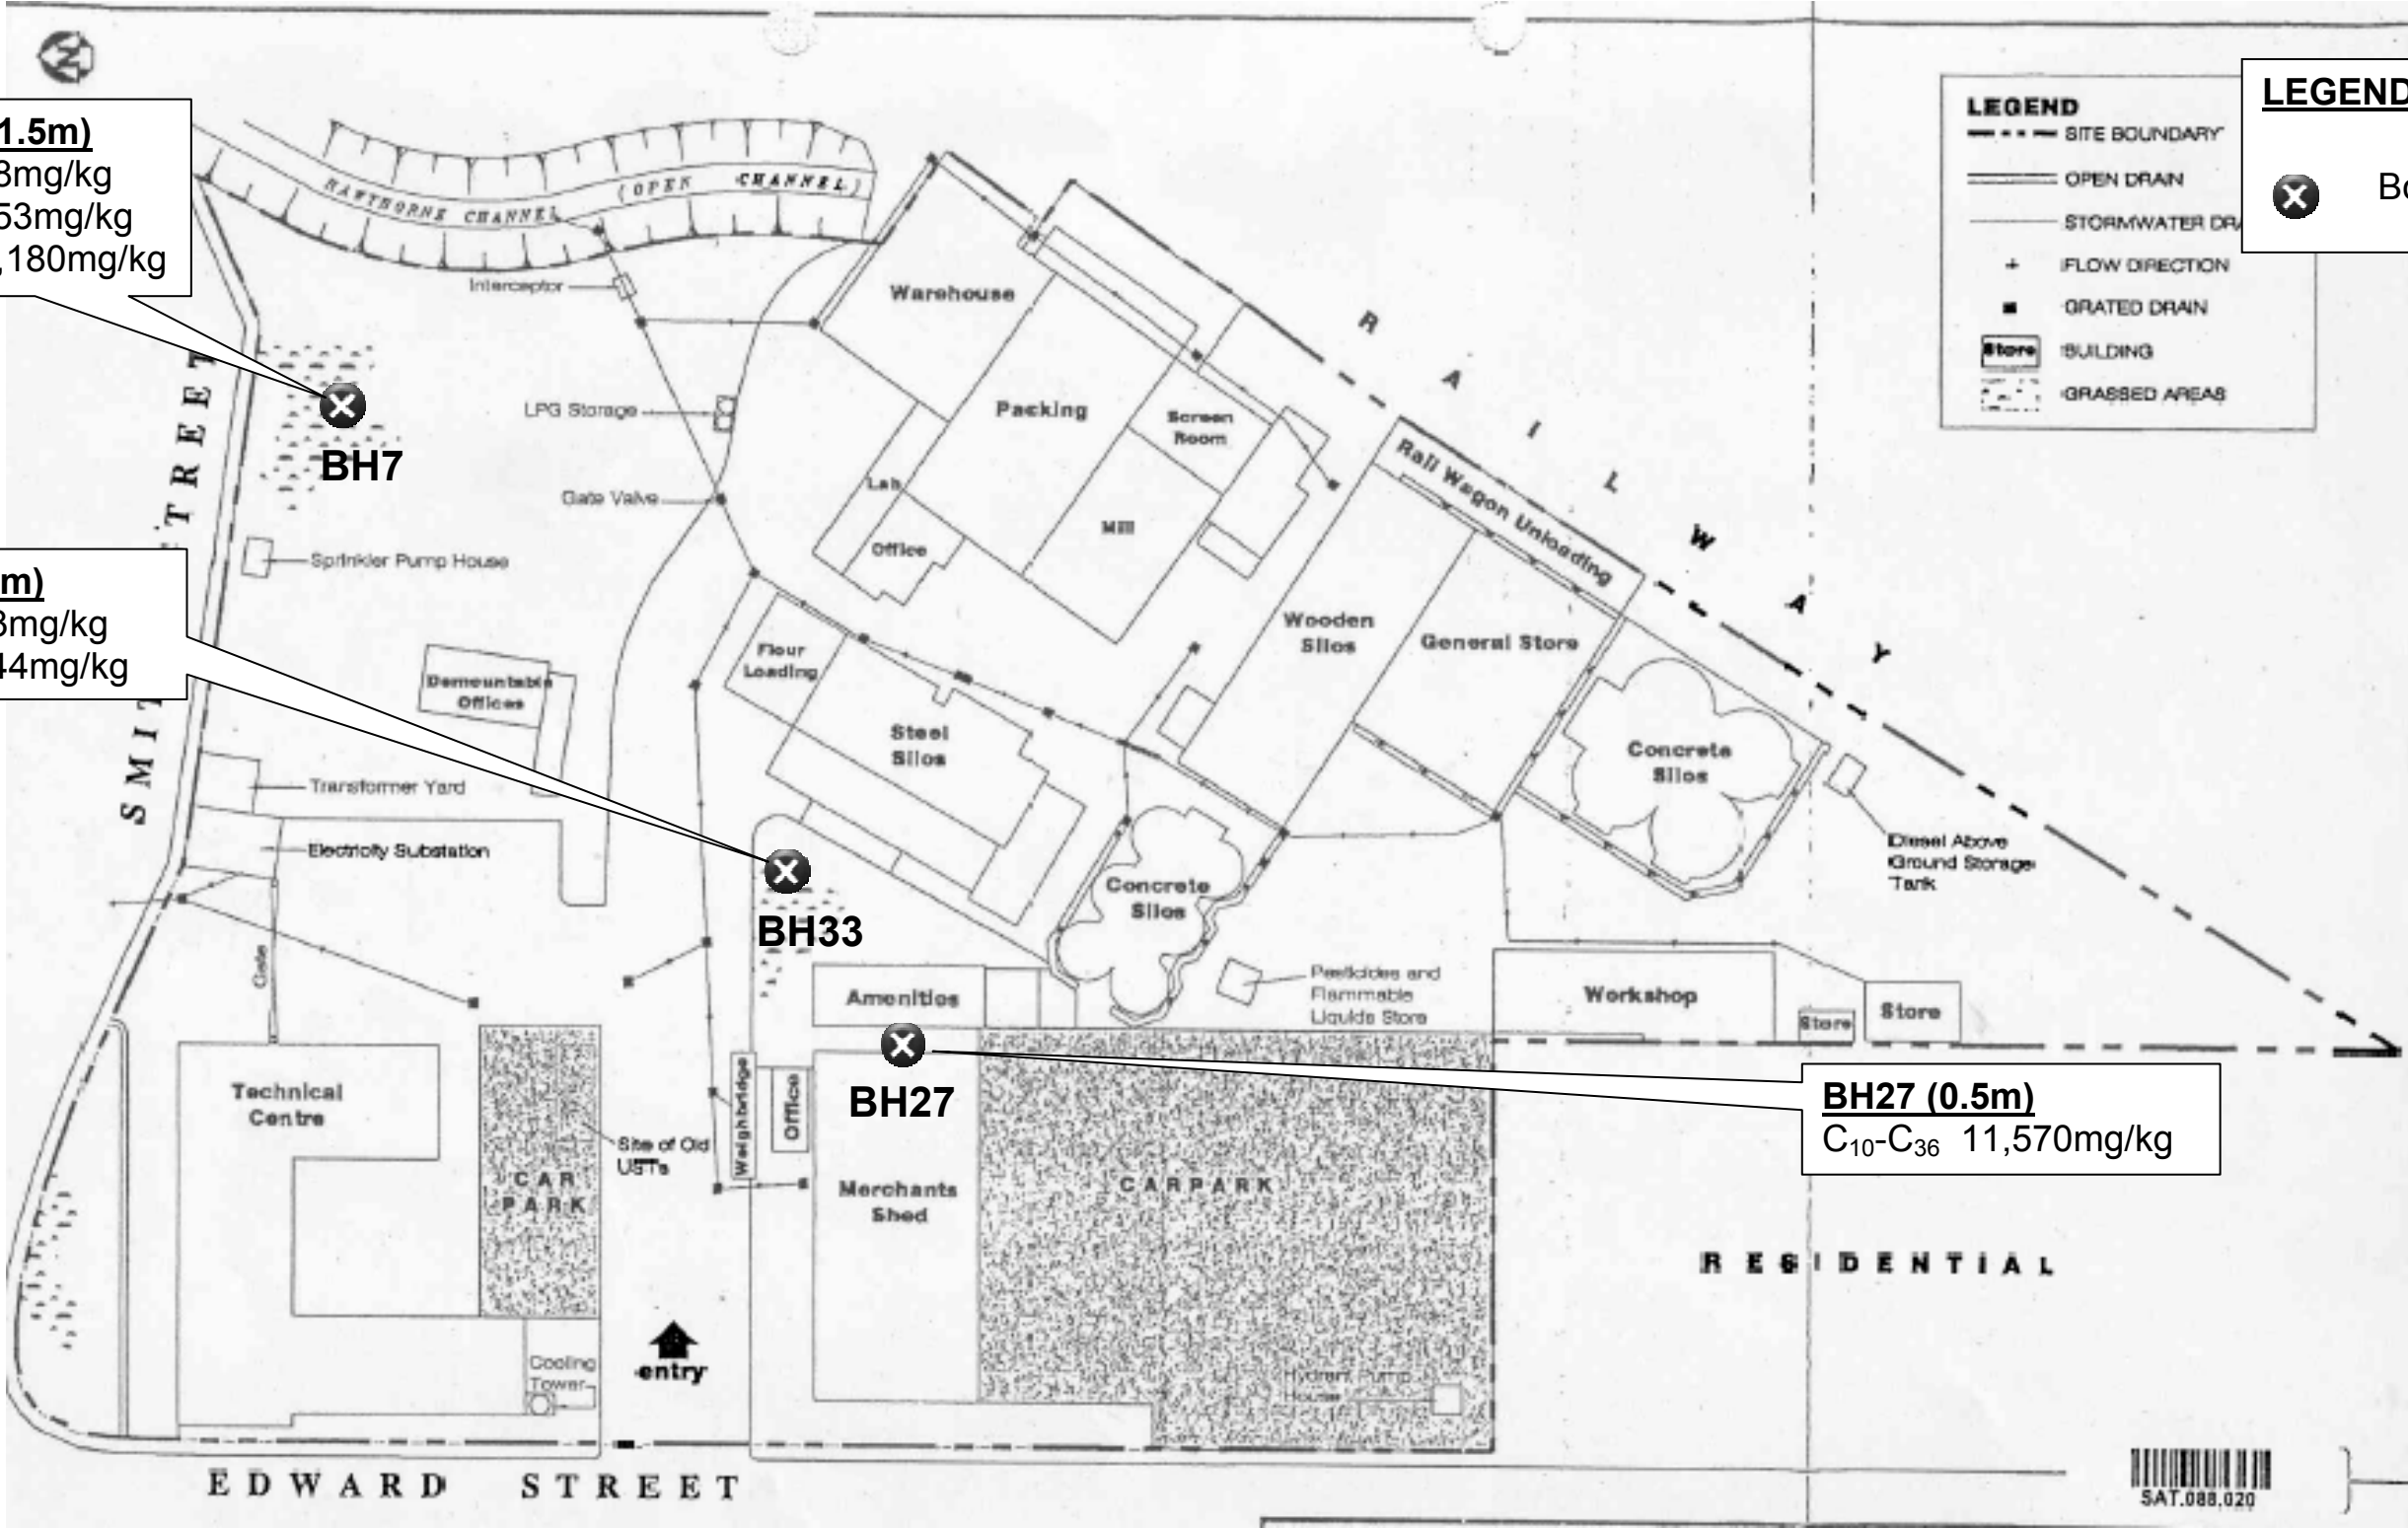 N
1.5m)
3mg/kg
53mg/kg
,180mg/kg
HAWTHORNE CHANNEL (OPEN CHANNEL)
Interceptor
LPG Storage
Gate Valve
BH7
Sprinkler Pump House
m)
3mg/kg
44mg/kg
Demountable
Offices
Transformer Yard
Electricity Substation
Gate
SMIT
TREET
Warehouse
Packing
Screen
Room
Lab
Office
Mill
Flour
Loading
Steel
Silos
Wooden
Silos
General Store
Rail Wagon Unloading
RAILWAY
Concrete
Silos
Concrete
Silos
Diesel Above
Ground Storage
Tank
BH33
Amenities
Pesticides and
Flammable
Liquids Store
Workshop
Store
Store
BH27
BH27 (0.5m)
C₁₀-C₃₆ 11,570mg/kg
Technical
Centre
CAR
PARK
Site of Old
USTs
Weighbridge
Office
Merchants
Shed
CARPARK
Hydrant Pump
House
Cooling
Tower
entry
RESIDENTIAL
EDWARD STREET
LEGEND
SITE BOUNDARY
OPEN DRAIN
STORMWATER DRA
FLOW DIRECTION
GRATED DRAIN
Store BUILDING
GRASSED AREAS
LEGEND
Bo
SAT.088.020